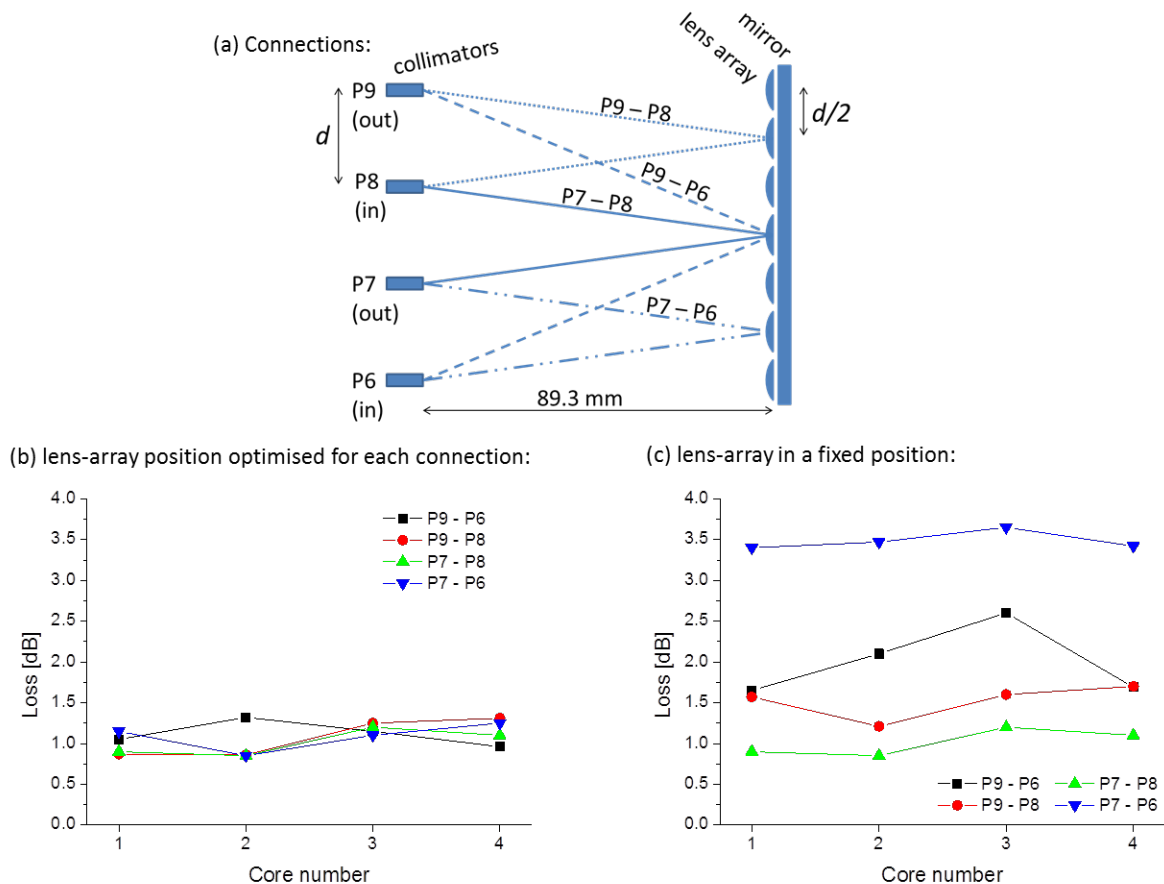 (a) Connections:
collimators
lens array
mirror
P9
(out)
d
P8
(in)
P7
(out)
P6
(in)
P9 – P8
P9 – P6
P7 – P8
P7 – P6
d/2
89.3 mm
(b) lens-array position optimised for each connection:
4.0
3.5
3.0
2.5
2.0
1.5
1.0
0.5
0.0
Loss [dB]
P9 - P6
P9 - P8
P7 - P8
P7 - P6
1 2 3 4
Core number
(c) lens-array in a fixed position:
4.0
3.5
3.0
2.5
2.0
1.5
1.0
0.5
0.0
Loss [dB]
P9 - P6 P7 - P8
P9 - P8 P7 - P6
1 2 3 4
Core number